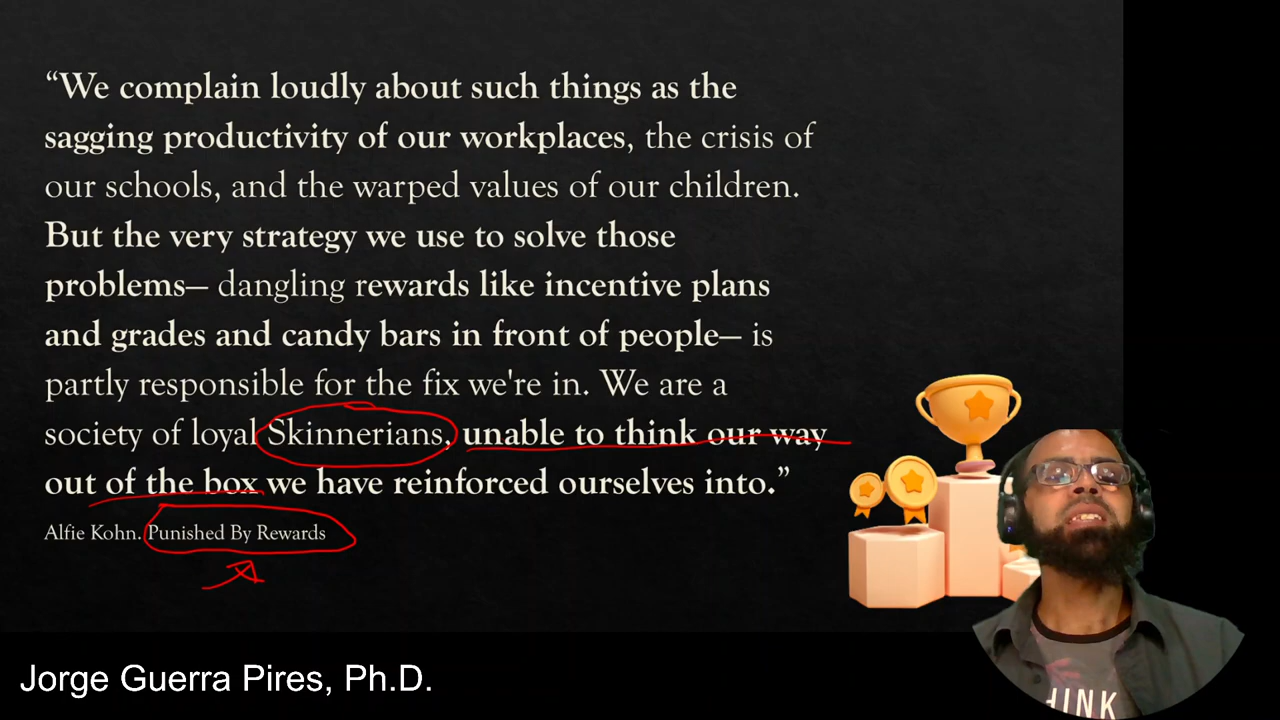 “We complain loudly about such things as the
sagging productivity of our workplaces, the crisis of
our schools, and the warped values of our children.
But the very strategy we use to solve those
problems— dangling rewards like incentive plans
and grades and candy bars in front of people— is
partly responsible for the fix we're in. We are a
society of loyal Skinnerians, unable to think our way
out of the box we have reinforced ourselves into.”
Alfie Kohn. Punished By Rewards
Jorge Guerra Pires, Ph.D.